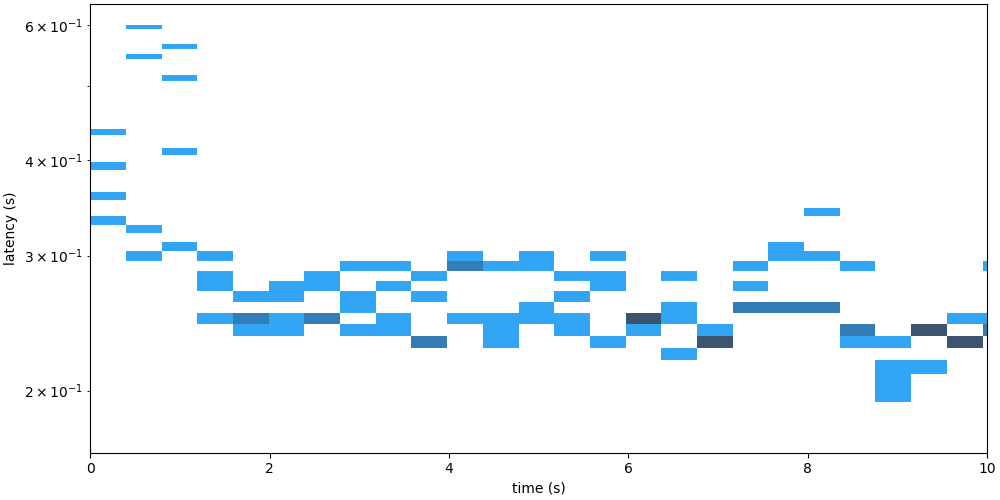 6 × 10⁻¹
4 × 10⁻¹
3 × 10⁻¹
2 × 10⁻¹
latency (s)
0 2 4 6 8 10
time (s)